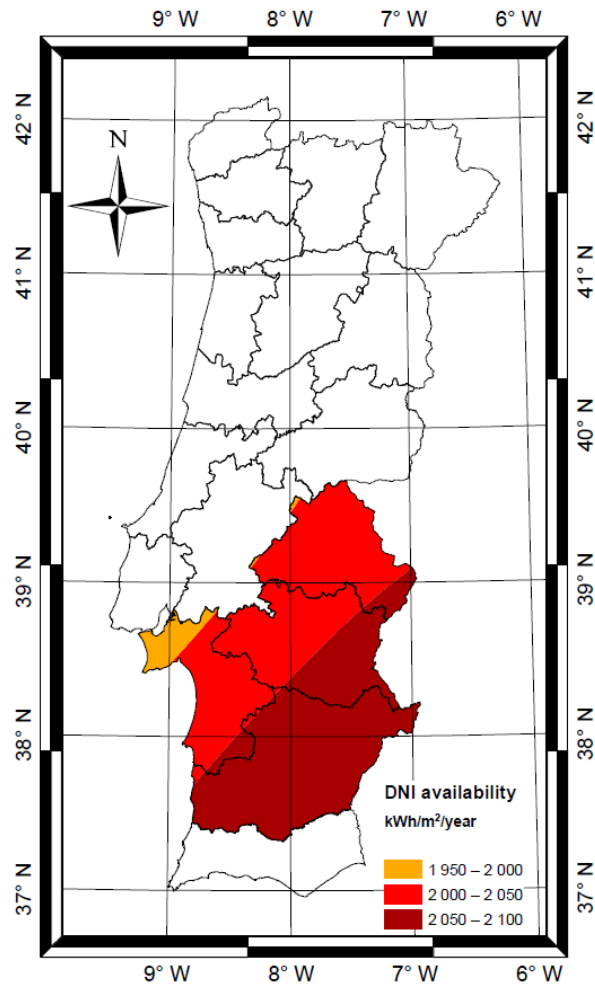 9° W 8° W 7° W 6° W
42° N 42° N
N
41° N 41° N
40° N 40° N
39° N 39° N
38° N 38° N
DNI availability
kWh/m²/year
1 950 – 2 000
37° N 37° N
2 000 – 2 050
2 050 – 2 100
9° W 8° W 7° W 6° W